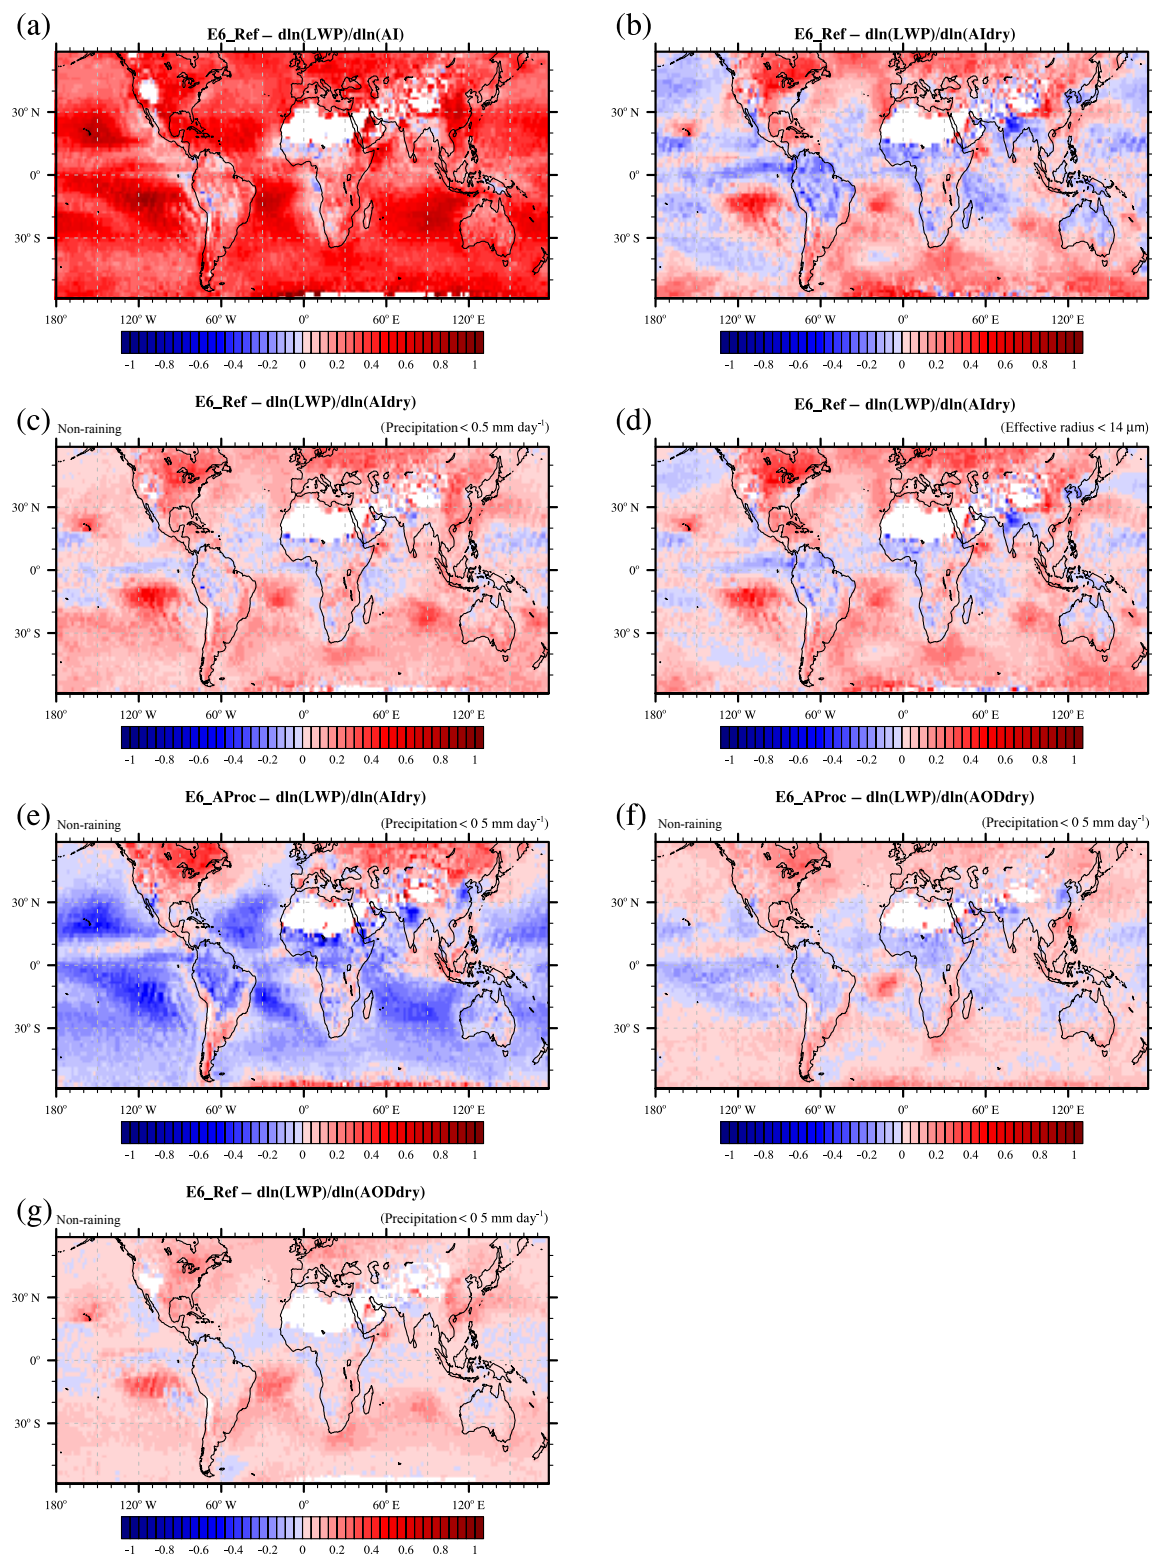 (a)
E6_Ref – dln(LWP)/dln(AI)
30° N
0°
30° S
180°
120° W
60° W
0°
60° E
120° E
-1 -0.8 -0.6 -0.4 -0.2 0 0.2 0.4 0.6 0.8 1
(b)
E6_Ref – dln(LWP)/dln(AIdry)
30° N
0°
30° S
180°
120° W
60° W
0°
60° E
120° E
-1 -0.8 -0.6 -0.4 -0.2 0 0.2 0.4 0.6 0.8 1
(c)
E6_Ref – dln(LWP)/dln(AIdry)
Non-raining (Precipitation < 0.5 mm day⁻¹)
30° N
0°
30° S
180°
120° W
60° W
0°
60° E
120° E
-1 -0.8 -0.6 -0.4 -0.2 0 0.2 0.4 0.6 0.8 1
(d)
E6_Ref – dln(LWP)/dln(AIdry)
(Effective radius < 14 µm)
30° N
0°
30° S
180°
120° W
60° W
0°
60° E
120° E
-1 -0.8 -0.6 -0.4 -0.2 0 0.2 0.4 0.6 0.8 1
(e)
E6_AProc – dln(LWP)/dln(AIdry)
Non-raining (Precipitation < 0 5 mm day⁻¹)
30° N
0°
30° S
180°
120° W
60° W
0°
60° E
120° E
-1 -0.8 -0.6 -0.4 -0.2 0 0.2 0.4 0.6 0.8 1
(f)
E6_AProc – dln(LWP)/dln(AODdry)
Non-raining (Precipitation < 0 5 mm day⁻¹)
30° N
0°
30° S
180°
120° W
60° W
0°
60° E
120° E
-1 -0.8 -0.6 -0.4 -0.2 0 0.2 0.4 0.6 0.8 1
(g)
E6_Ref – dln(LWP)/dln(AODdry)
Non-raining (Precipitation < 0 5 mm day⁻¹)
30° N
0°
30° S
180°
120° W
60° W
0°
60° E
120° E
-1 -0.8 -0.6 -0.4 -0.2 0 0.2 0.4 0.6 0.8 1